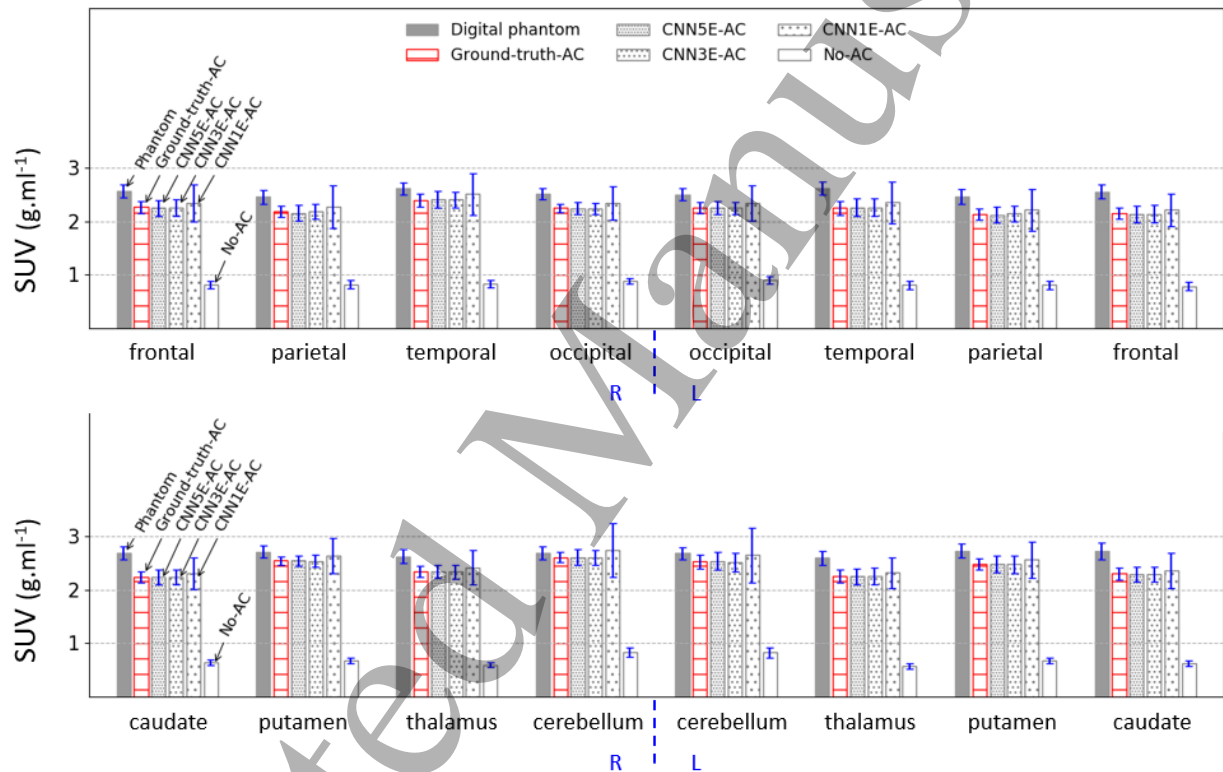 Digital phantom CNN5E-AC CNN1E-AC
Ground-truth-AC CNN3E-AC No-AC
Phantom
Ground-truth-AC
CNN5E-AC
CNN3E-AC
CNN1E-AC
No-AC
SUV (g.ml-1)
3
2
1
frontal parietal temporal occipital occipital temporal parietal frontal
R L
Phantom
Ground-truth-AC
CNN5E-AC
CNN3E-AC
CNN1E-AC
No-AC
SUV (g.ml-1)
3
2
1
caudate putamen thalamus cerebellum cerebellum thalamus putamen caudate
R L
ted Manus